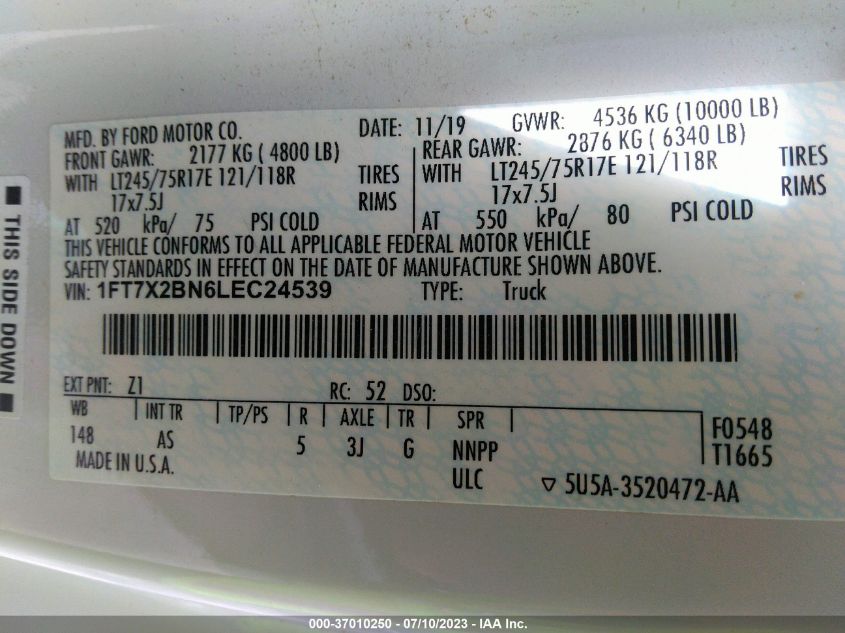 MFD. BY FORD MOTOR CO. DATE: 11/19 GVWR: 4536 KG (10000 LB)
FRONT GAWR: 2177 KG ( 4800 LB) REAR GAWR: 2876 KG ( 6340 LB)
WITH LT245/75R17E 121/118R TIRES WITH LT245/75R17E 121/118R TIRES
17x7.5J RIMS 17x7.5J RIMS
AT 520 kPa/ 75 PSI COLD AT 550 kPa/ 80 PSI COLD
THIS VEHICLE CONFORMS TO ALL APPLICABLE FEDERAL MOTOR VEHICLE
SAFETY STANDARDS IN EFFECT ON THE DATE OF MANUFACTURE SHOWN ABOVE.
VIN: 1FT7X2BN6LEC24539 TYPE: Truck
EXT PNT: Z1 RC: 52 DSO:
WB INT TR TP/PS R AXLE TR SPR F0548
148 AS 5 3J G NNPP T1665
MADE IN U.S.A. ULC 5U5A-3520472-AA
THIS SIDE DOWN
000-37010250 - 07/10/2023 - IAA Inc.